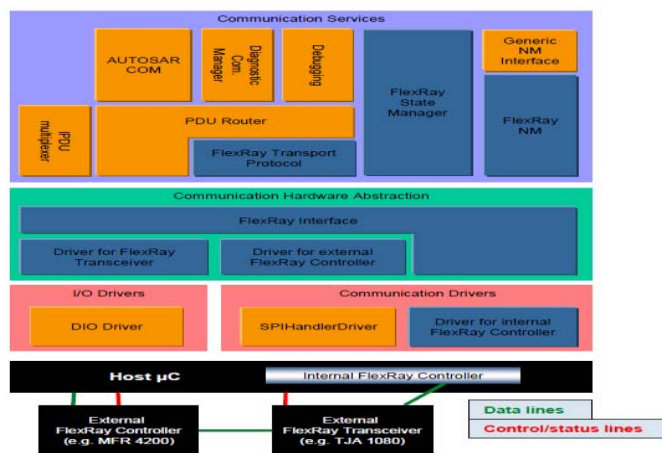 Communication Services
AUTOSAR
COM
Diagnostic
Com.
Manager
Debugging
FlexRay
State
Manager
Generic
NM
Interface
FlexRay
NM
IPDU
multiplexer
PDU Router
FlexRay Transport
Protocol
Communication Hardware Abstraction
FlexRay Interface
Driver for FlexRay
Transceiver
Driver for external
FlexRay Controller
I/O Drivers
Communication Drivers
DIO Driver
SPIHandlerDriver
Driver for internal
FlexRay Controller
Host µC
Internal FlexRay Controller
External
FlexRay Controller
(e.g. MFR 4200)
External
FlexRay Transceiver
(e.g. TJA 1080)
Data lines
Control/status lines